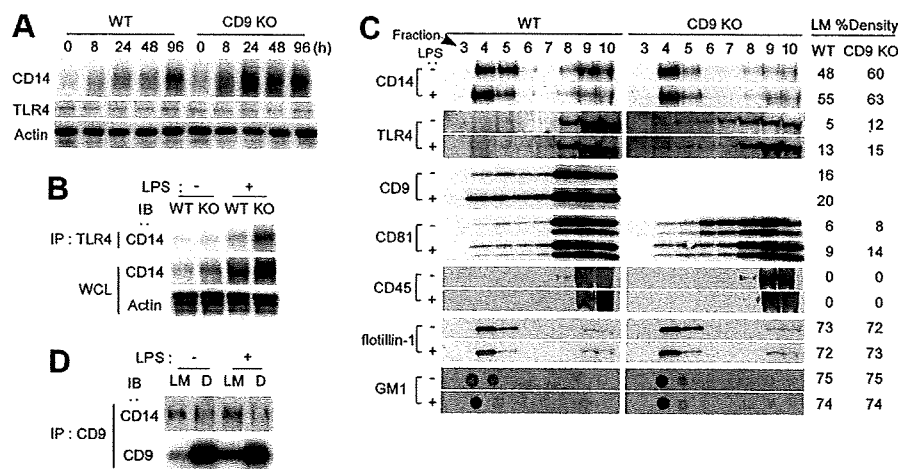 A
WT CD9 KO
0 8 24 48 96 0 8 24 48 96 (h)
CD14
TLR4
Actin
B
LPS : - +
IB : WT KO WT KO
IP : TLR4 CD14
WCL CD14
Actin
D
LPS : - +
IB : LM D LM D
IP : CD9 CD14
CD9
C
WT CD9 KO LM %Density
Fraction 3 4 5 6 7 8 9 10 3 4 5 6 7 8 9 10 WT CD9 KO
LPS :
CD14 - 48 60
+ 55 63
TLR4 - 5 12
+ 13 15
CD9 - 16
+ 20
CD81 - 6 8
+ 9 14
CD45 - 0 0
+ 0 0
flotillin-1 - 73 72
+ 72 73
GM1 - 75 75
+ 74 74